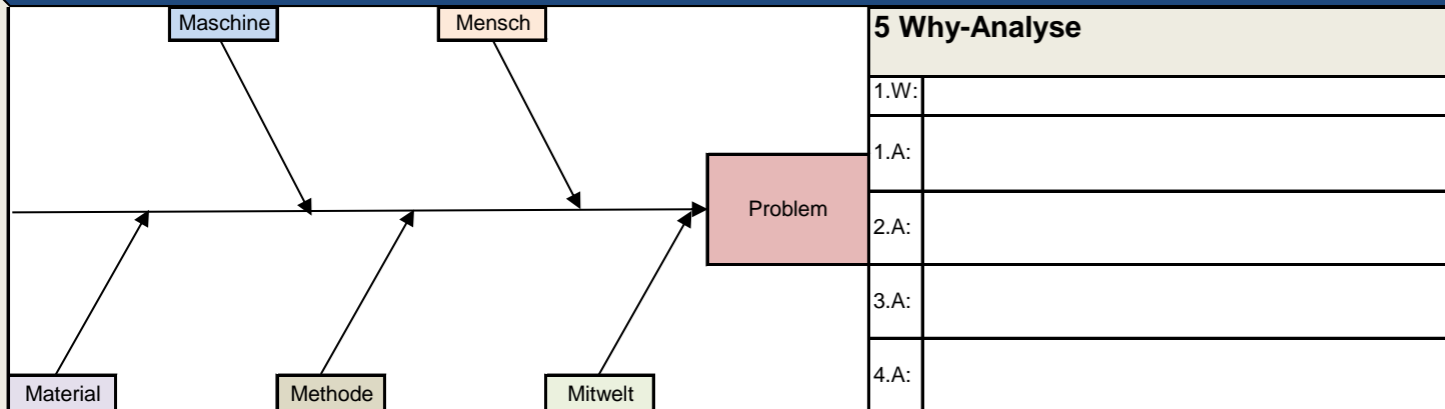 Maschine
Mensch
Problem
Material
Methode
Mitwelt
5 Why-Analyse
1.W:
1.A:
2.A:
3.A:
4.A: